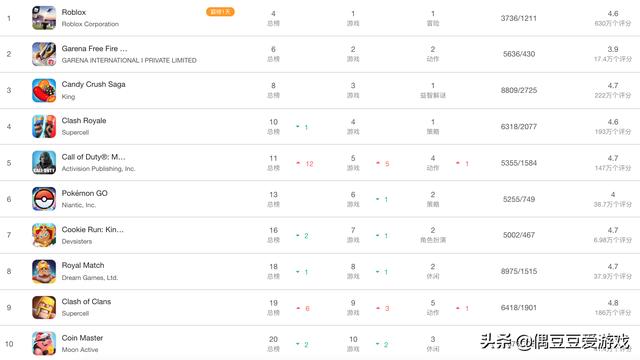 1 Roblox 霸榜1天 4 1 1 3736/1211 4.6
Roblox Corporation 总榜 游戏 冒险 630万个评分
2 Garena Free Fire … 6 2 2 5636/430 3.9
GARENA INTERNATIONAL I PRIVATE LIMITED 总榜 游戏 动作 17.4万个评分
3 Candy Crush Saga 8 3 1 8809/2725 4.7
King 总榜 游戏 益智解谜 222万个评分
4 Clash Royale 10 1 4 1 6318/2077 4.6
Supercell 总榜 游戏 策略 193万个评分
5 Call of Duty®: M… 11 12 5 5 4 1 5355/1584 4.7
Activision Publishing, Inc. 总榜 游戏 动作 147万个评分
6 Pokémon GO 13 6 1 2 5255/749 4
Niantic, Inc. 总榜 游戏 策略 38.7万个评分
7 Cookie Run: Kin… 16 2 7 1 2 5002/467 4.7
Devsisters 总榜 游戏 角色扮演 6.98万个评分
8 Royal Match 18 1 8 1 2 8975/1515 4.7
Dream Games, Ltd. 总榜 游戏 休闲 37.9万个评分
9 Clash of Clans 19 6 9 3 5 1 6418/1901 4.8
Supercell 总榜 游戏 动作 186万个评分
10 Coin Master 20 2 10 2 3
Moon Active 总榜 游戏 休闲
头条 @偶豆豆爱游戏